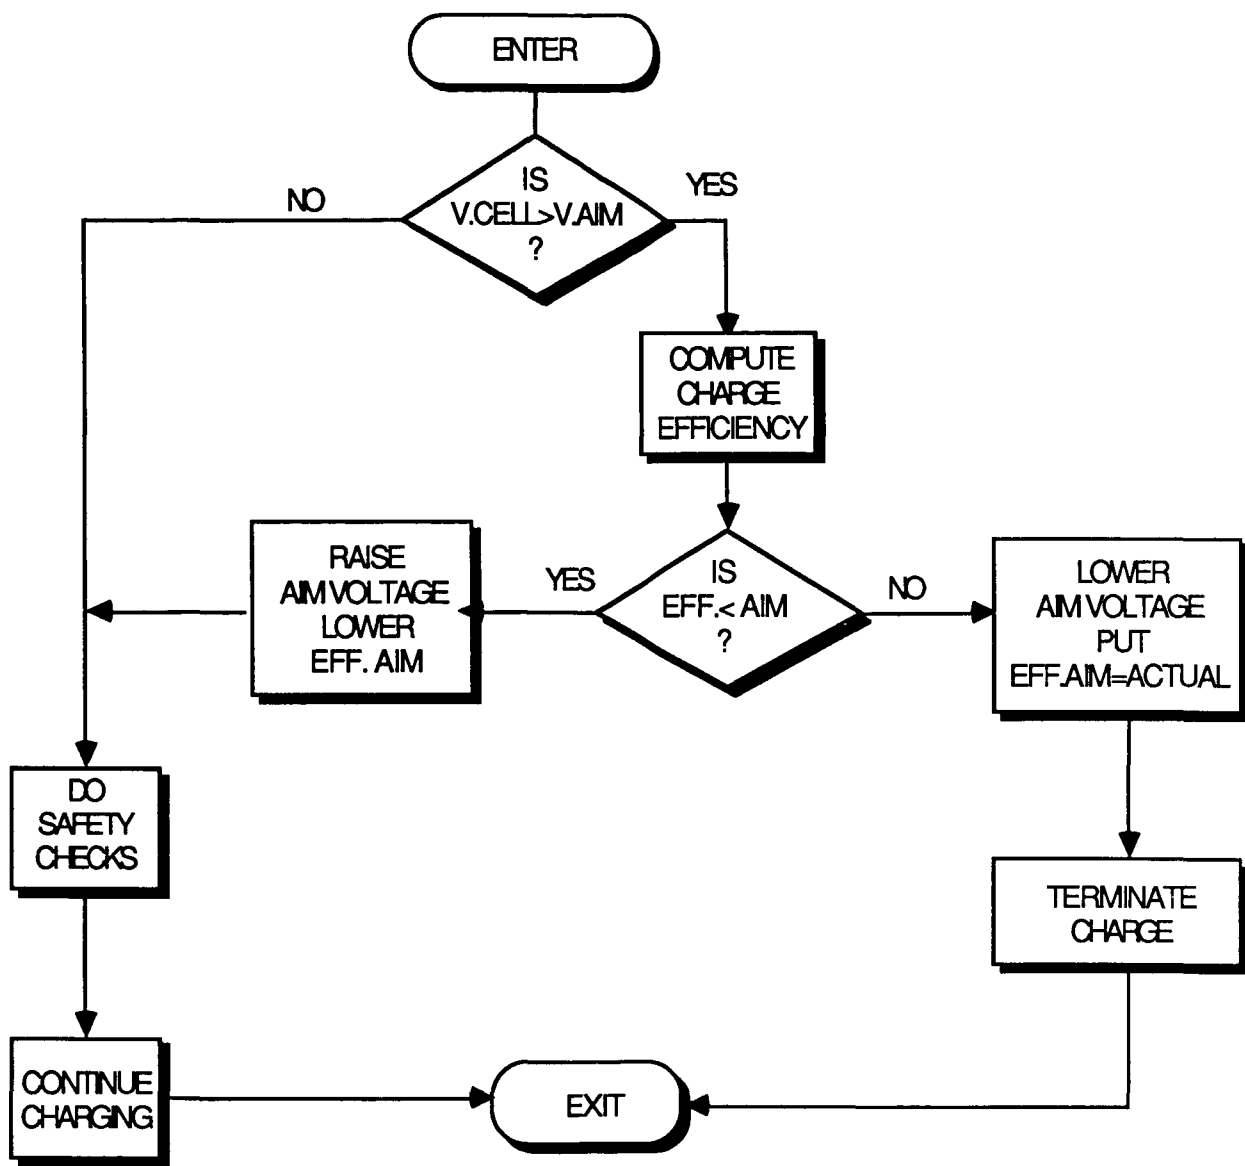 ENTER
IS
V.CELL>V.AIM
?
NO
YES
COMPUTE
CHARGE
EFFICIENCY
RAISE
AIM VOLTAGE
LOWER
EFF. AIM
YES
IS
EFF.< AIM
?
NO
LOWER
AIM VOLTAGE
PUT
EFF.AIM=ACTUAL
DO
SAFETY
CHECKS
TERMINATE
CHARGE
CONTINUE
CHARGING
EXIT